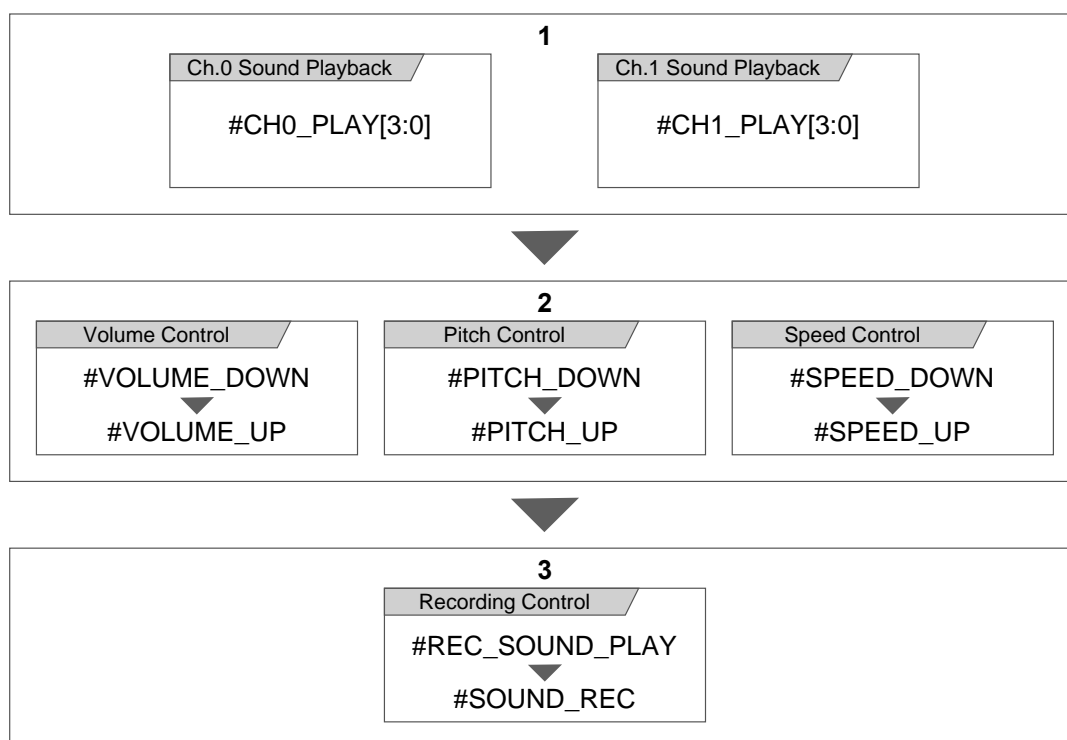 1
Ch.0 Sound Playback
#CH0_PLAY[3:0]
Ch.1 Sound Playback
#CH1_PLAY[3:0]
2
Volume Control
#VOLUME_DOWN
#VOLUME_UP
Pitch Control
#PITCH_DOWN
#PITCH_UP
Speed Control
#SPEED_DOWN
#SPEED_UP
3
Recording Control
#REC_SOUND_PLAY
#SOUND_REC